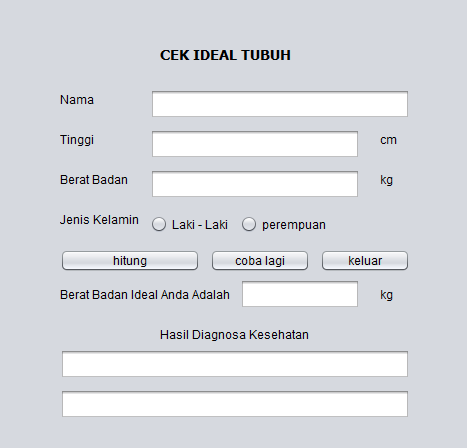 CEK IDEAL TUBUH
Nama
Tinggi cm
Berat Badan kg
Jenis Kelamin Laki - Laki perempuan
hitung coba lagi keluar
Berat Badan Ideal Anda Adalah kg
Hasil Diagnosa Kesehatan